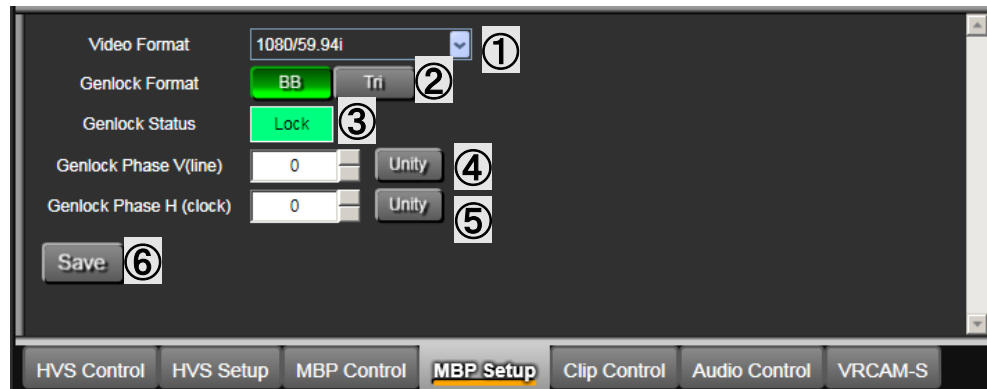 Video Format 1080/59.94i ①
Genlock Format BB Tri ②
Genlock Status Lock ③
Genlock Phase V(line) 0 Unity ④
Genlock Phase H (clock) 0 Unity ⑤
Save ⑥
HVS Control HVS Setup MBP Control MBP Setup Clip Control Audio Control VRCAM-S